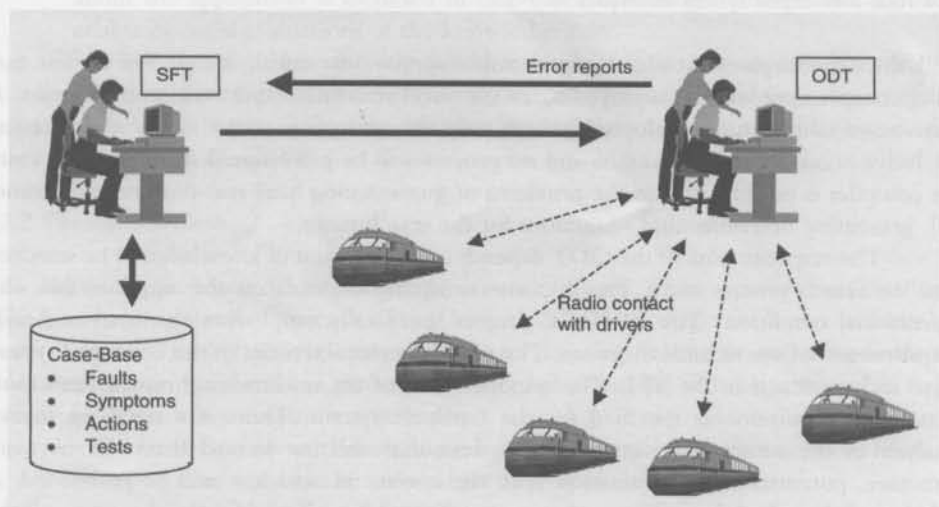 SFT
Error reports
ODT
Radio contact
with drivers
Case-Base
• Faults
• Symptoms
• Actions
• Tests